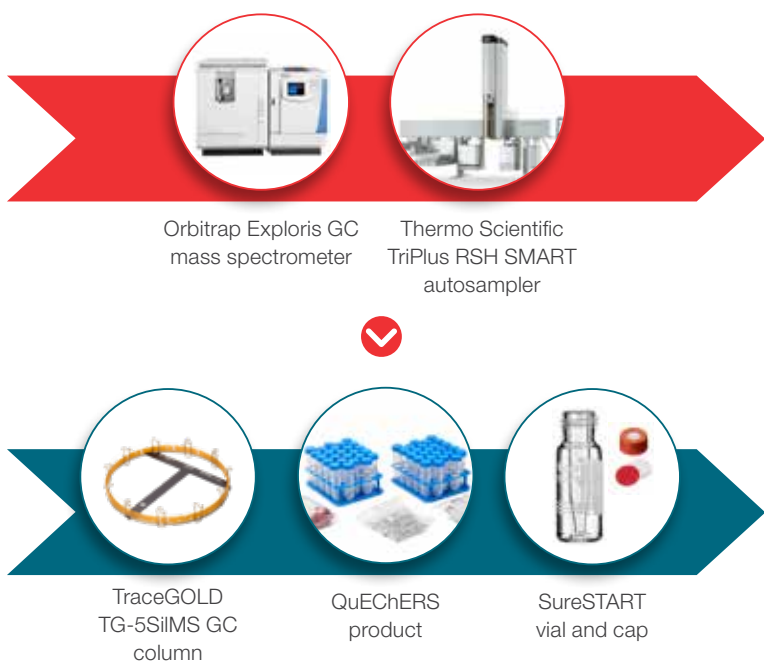 Orbitrap Exploris GC
mass spectrometer
Thermo Scientific
TriPlus RSH SMART
autosampler
TraceGOLD
TG-5SilMS GC
column
QuEChERS
product
SureSTART
vial and cap